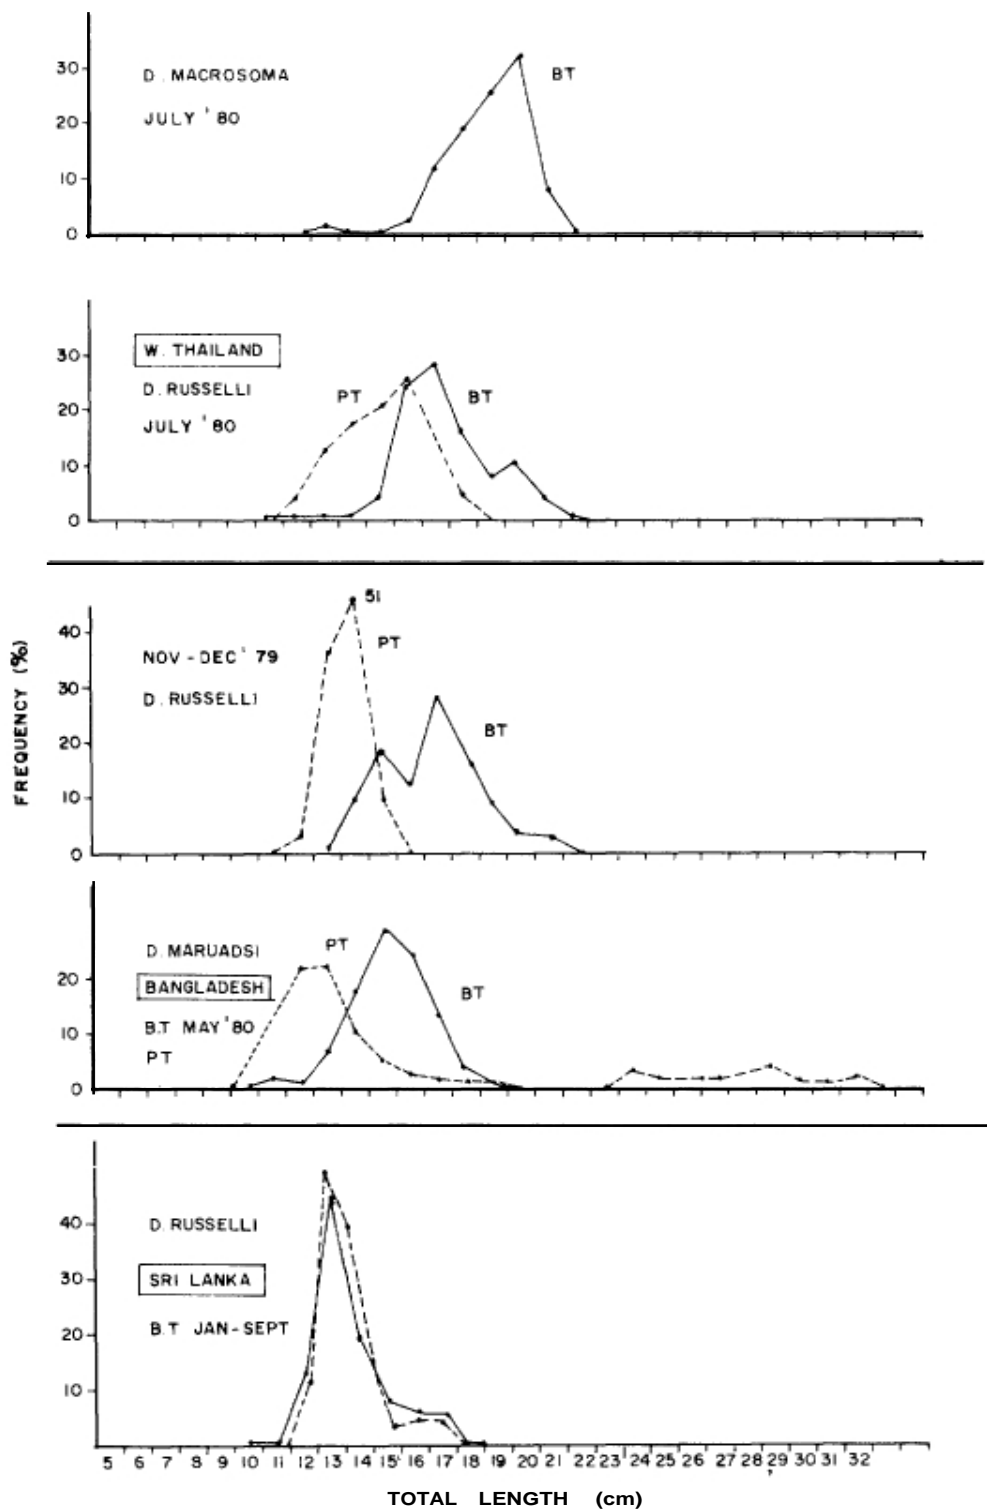 30
20
10
0
D. MACROSOMA
JULY '80
BT
30
20
10
0
W. THAILAND
D. RUSSELLI
JULY '80
PT
BT
FREQUENCY (%)
40
30
20
10
0
51
NOV-DEC' 79
D. RUSSELLI
PT
BT
20
10
0
D. MARUADSI
BANGLADESH
B.T MAY '80
PT
PT
BT
40
30
20
10
D. RUSSELLI
SRI LANKA
B.T JAN-SEPT
5 6 7 8 9 10 11 12 13 14 15 16 17 18 19 20 21 22 23 24 25 26 27 28 29 30 31 32
TOTAL LENGTH (cm)